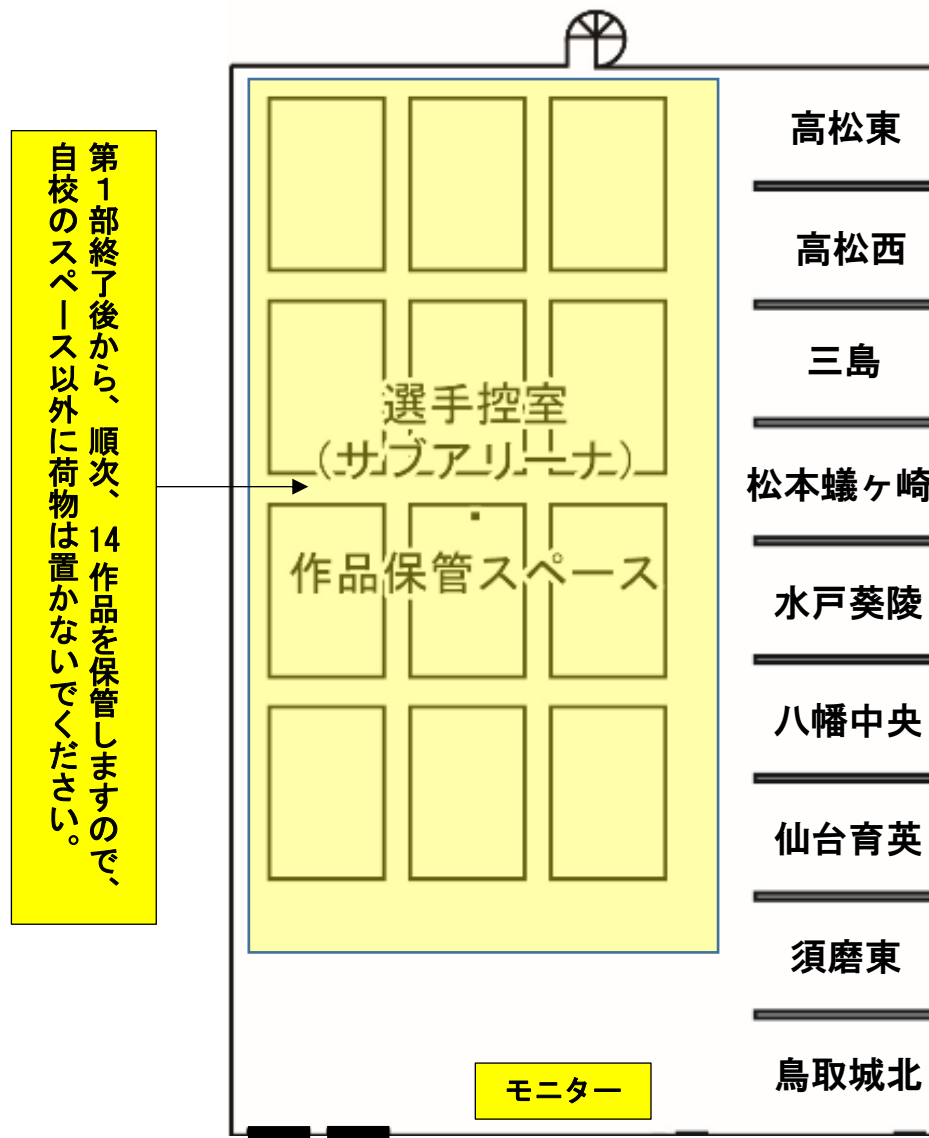 第１部終了後から、順次、14作品を保管しますので、
自校のスペース以外に荷物は置かないでください。
選手控室
(サブアリーナ)
作品保管スペース
高松東
高松西
三島
松本蟻ヶ崎
水戸葵陵
八幡中央
仙台育英
須磨東
鳥取城北
モニター